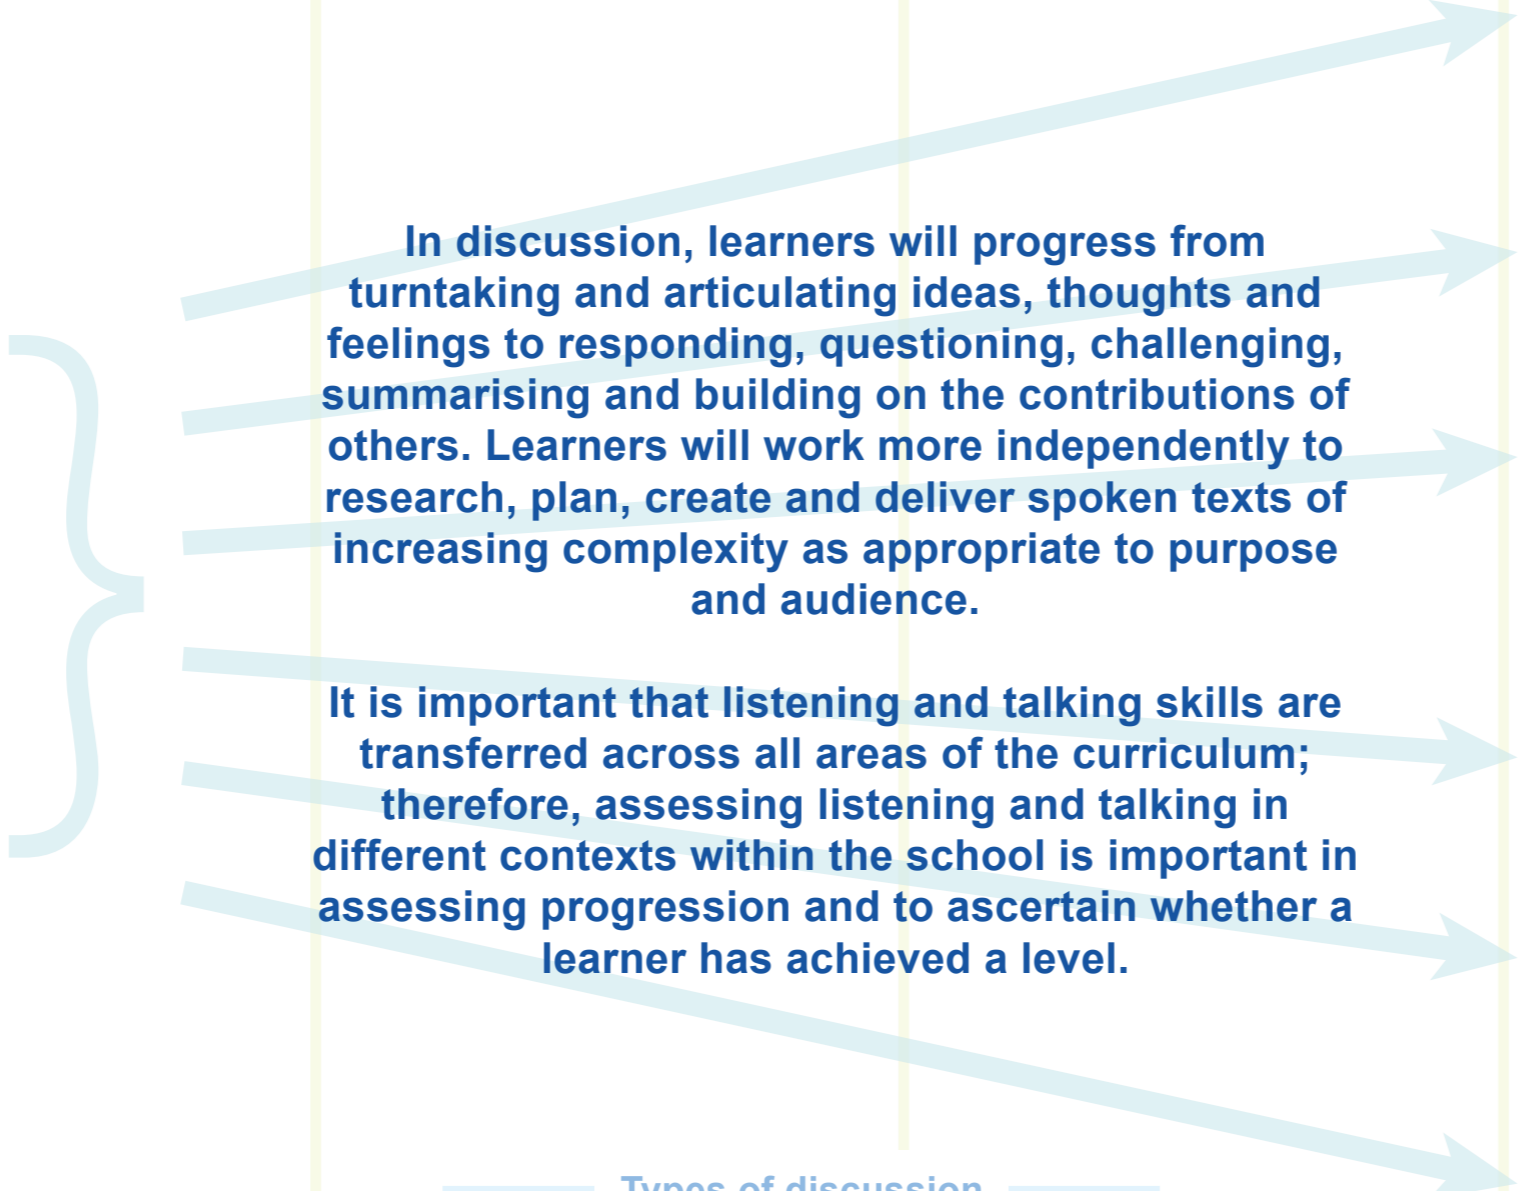 In discussion, learners will progress from
turntaking and articulating ideas, thoughts and
feelings to responding, questioning, challenging,
summarising and building on the contributions of
others. Learners will work more independently to
research, plan, create and deliver spoken texts of
increasing complexity as appropriate to purpose
and audience.
It is important that listening and talking skills are
transferred across all areas of the curriculum;
therefore, assessing listening and talking in
different contexts within the school is important in
assessing progression and to ascertain whether a
learner has achieved a level.
Types of discussion